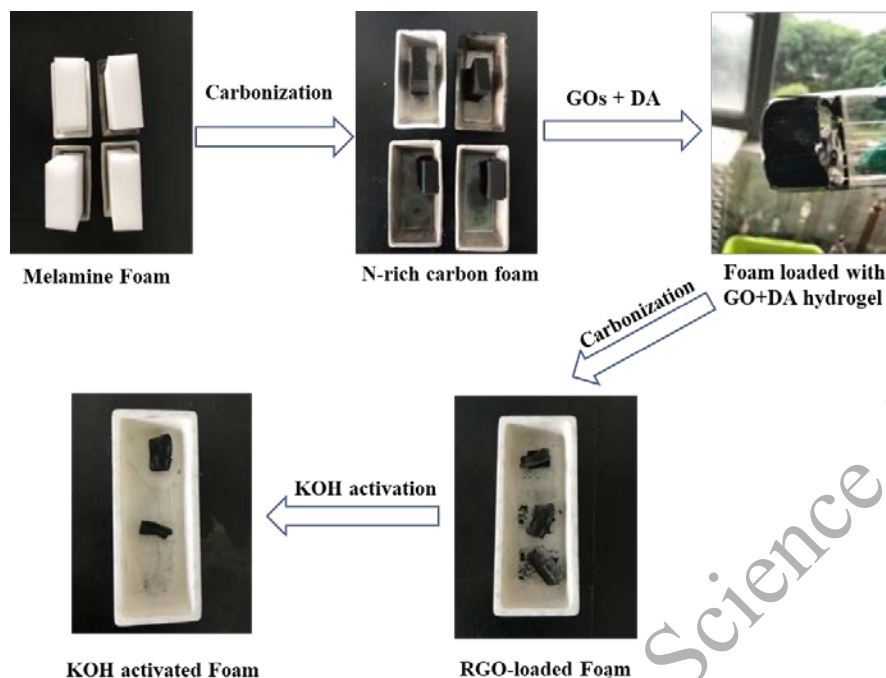 Carbonization
GOs + DA
Melamine Foam
N-rich carbon foam
Foam loaded with
GO+DA hydrogel
Carbonization
KOH activation
KOH activated Foam
RGO-loaded Foam
Science